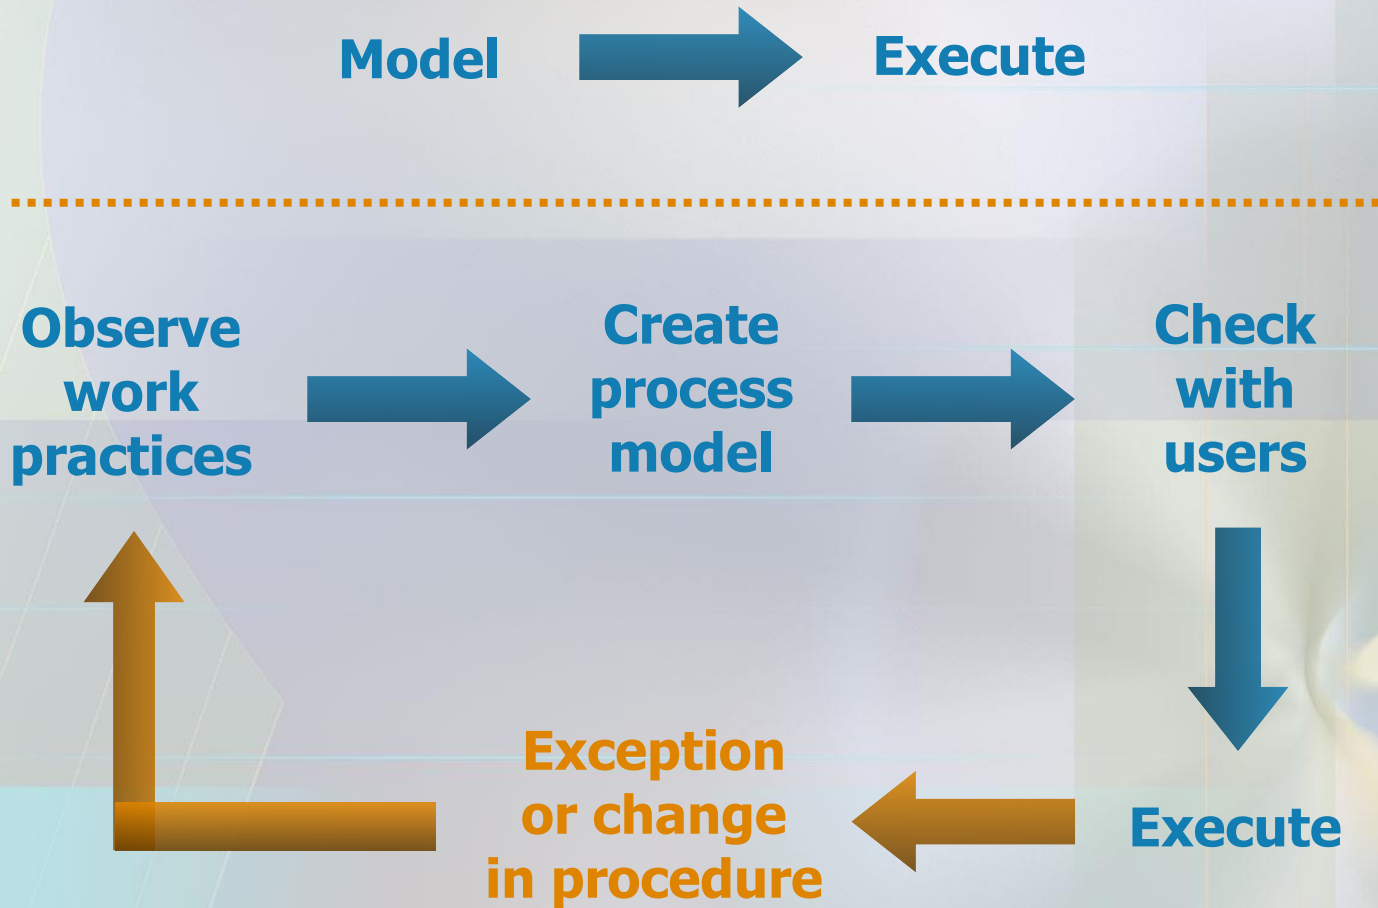 Model
Execute
Observe
work
practices
Create
process
model
Check
with
users
Exception
or change
in procedure
Execute